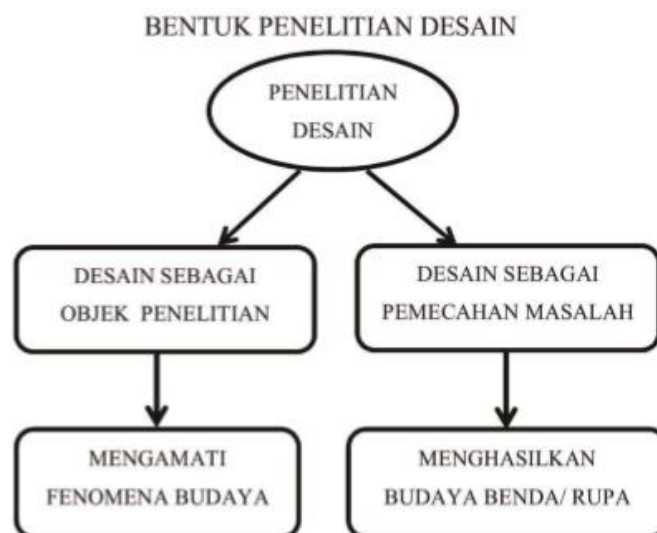 BENTUK PENELITIAN DESAIN
PENELITIAN
DESAIN
DESAIN SEBAGAI
OBJEK PENELITIAN
DESAIN SEBAGAI
PEMECAHAN MASALAH
MENGAMATI
FENOMENA BUDAYA
MENGHASILKAN
BUDAYA BENDA/ RUPA